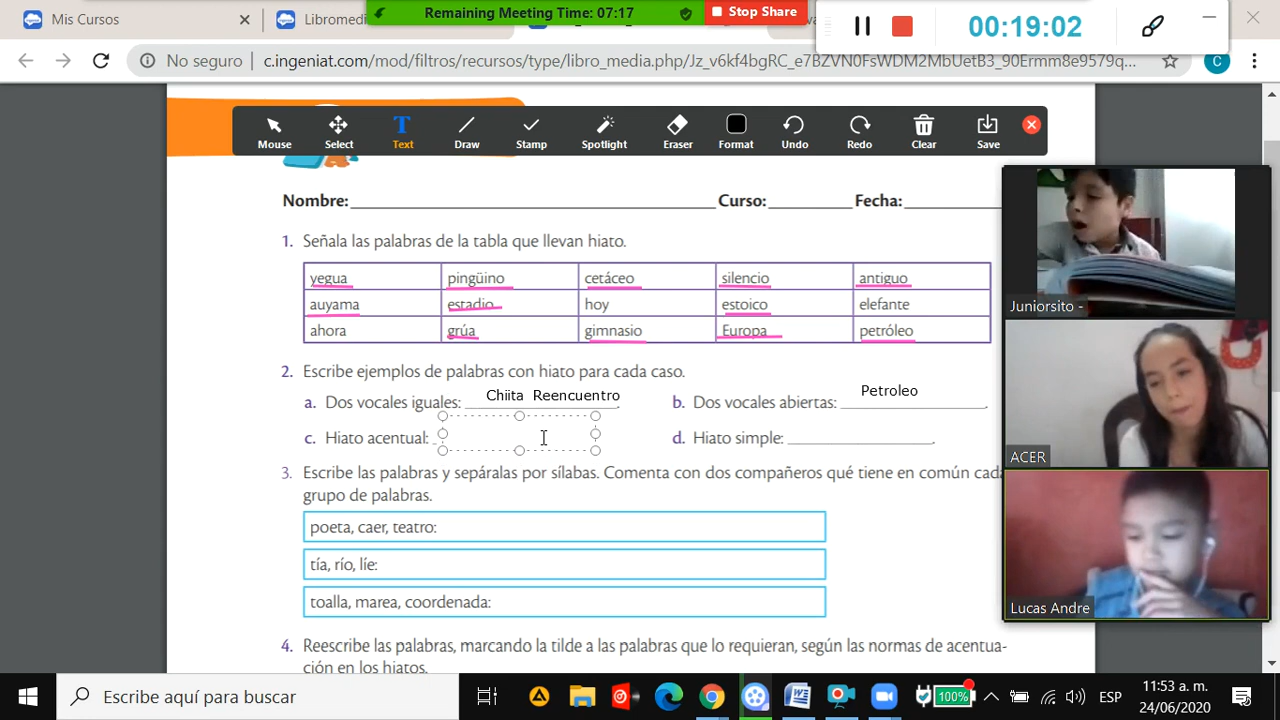 Mis Cursos
Libromedi
Remaining Meeting Time: 07:17
Stop Share
00:19:02
No seguro
c.ingeniat.com/mod/filtros/recursos/type/libro_media.php/Jz_v6kf4bgRC_e7BZVN0FsWDM2MbUetB3_90Ermm8e9579q...
C
Mouse
Select
Text
Draw
Stamp
Spotlight
Eraser
Format
Undo
Redo
Clear
Save
Nombre: Curso: Fecha:
1. Señala las palabras de la tabla que llevan hiato.
yegua pingüino cetáceo silencio antiguo
auyama estadio hoy estoico elefante
ahora grúa gimnasio Europa petróleo
2. Escribe ejemplos de palabras con hiato para cada caso.
a. Dos vocales iguales: Chiita Reencuentro
b. Dos vocales abiertas: Petroleo
c. Hiato acentual:
d. Hiato simple:
3. Escribe las palabras y sepáralas por sílabas. Comenta con dos compañeros qué tiene en común cada
grupo de palabras.
poeta, caer, teatro:
tía, río, líe:
toalla, marea, coordenada:
4. Reescribe las palabras, marcando la tilde a las palabras que lo requieran, según las normas de acentua-
ción en los hiatos.
Juniorsito -
ACER
Lucas Andre
Escribe aquí para buscar
100%
ESP
11:53 a. m.
24/06/2020